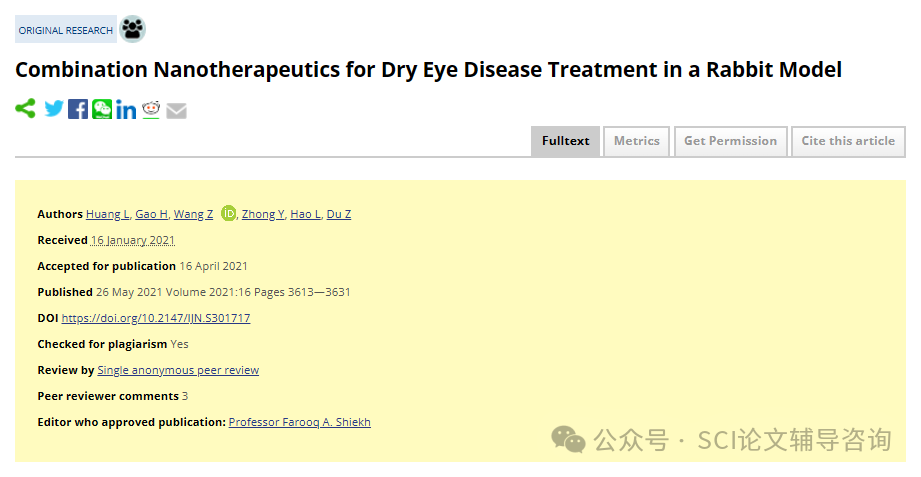 ORIGINAL RESEARCH
Combination Nanotherapeutics for Dry Eye Disease Treatment in a Rabbit Model
Fulltext Metrics Get Permission Cite this article
Authors Huang L, Gao H, Wang Z iD, Zhong Y, Hao L, Du Z
Received 16 January 2021
Accepted for publication 16 April 2021
Published 26 May 2021 Volume 2021:16 Pages 3613—3631
DOI https://doi.org/10.2147/IJN.S301717
Checked for plagiarism Yes
Review by Single anonymous peer review
Peer reviewer comments 3
Editor who approved publication: Professor Farooq A. Shiekh
公众号 · SCI论文辅导咨询